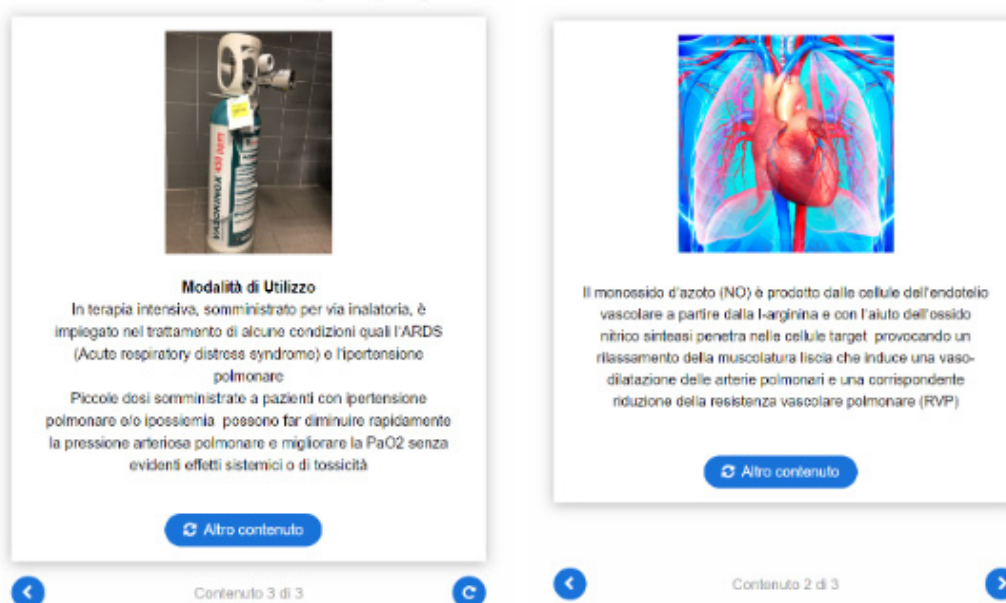 VASOKINOX 450 ppm
Modalità di Utilizzo
In terapia intensiva, somministrato per via inalatoria, è
impiegato nel trattamento di alcune condizioni quali l'ARDS
(Acute respiratory distress syndrome) e l'ipertensione
polmonare
Piccole dosi somministrate a pazienti con ipertensione
polmonare e/o ipossiemia possono far diminuire rapidamente
la pressione arteriosa polmonare e migliorare la PaO2 senza
evidenti effetti sistemici o di tossicità
Altro contenuto
Contenuto 3 di 3
Il monossido d'azoto (NO) è prodotto dalle cellule dell'endotelio
vascolare a partire dalla l-arginina e con l'aiuto dell'ossido
nitrico sinteasi penetra nelle cellule target provocando un
rilassamento della muscolatura liscia che induce una vaso-
dilatazione delle arterie polmonari e una corrispondente
riduzione della resistenza vascolare polmonare (RVP)
Altro contenuto
Contenuto 2 di 3